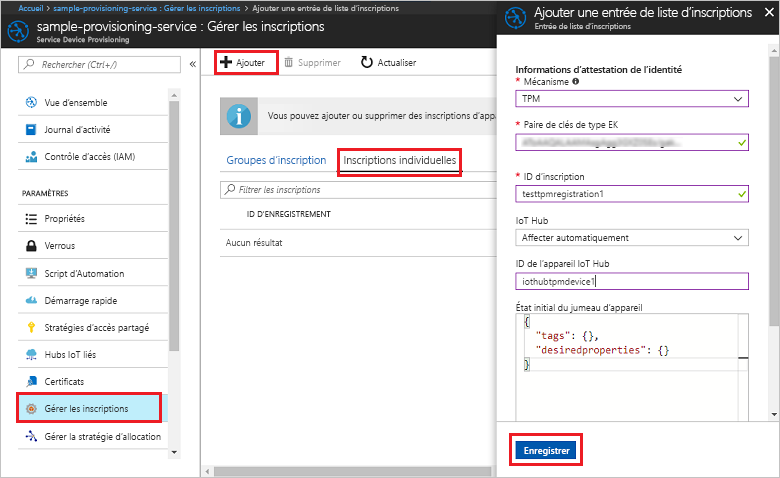 Accueil > sample-provisioning-service : Gérer les inscriptions > Ajouter une entrée de liste d'inscriptions
sample-provisioning-service : Gérer les inscriptions
Service Device Provisioning
Rechercher (Ctrl+/)
Vue d'ensemble
Journal d'activité
Contrôle d'accès (IAM)
PARAMÈTRES
Propriétés
Verrous
Script d'Automation
Démarrage rapide
Stratégies d'accès partagé
Hubs IoT liés
Certificats
Gérer les inscriptions
Gérer la stratégie d'allocation
Ajouter
Supprimer
Actualiser
Vous pouvez ajouter ou supprimer des inscriptions d'appa
Groupes d'inscription
Inscriptions individuelles
Filtrer les inscriptions
ID D'ENREGISTREMENT
Aucun résultat
Ajouter une entrée de liste d'inscriptions
Entrée de liste d'inscriptions
Informations d'attestation de l'identité
* Mécanisme
TPM
* Paire de clés de type EK
* ID d'inscription
testtpmregistration1
IoT Hub
Affecter automatiquement
ID de l'appareil IoT Hub
iothubtpmdevice1
État initial du jumeau d'appareil
{
"tags": {},
"desiredproperties": {}
}
Enregistrer